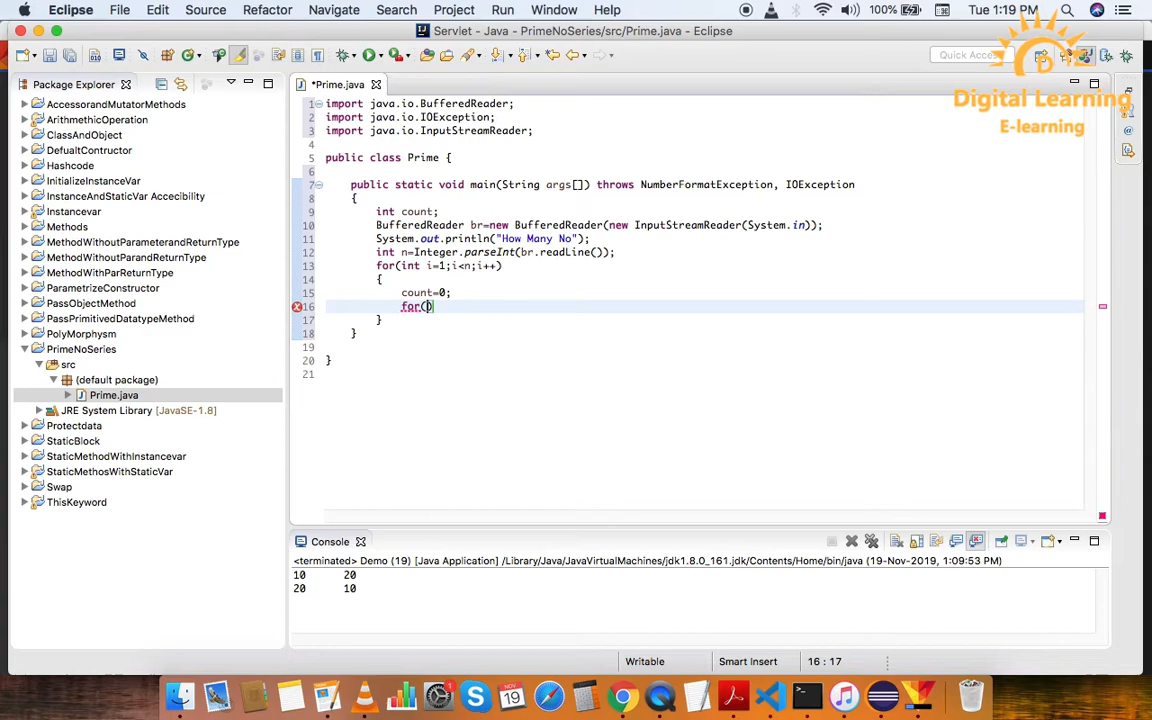 Eclipse File Edit Source Refactor Navigate Search Project Run Window Help 100% Tue 1:19 PM
Servlet - Java - PrimeNoSeries/src/Prime.java - Eclipse
Quick Access
Digital Learning
E-learning
Package Explorer
AccessorandMutatorMethods
ArithmethicOperation
ClassAndObject
DefualtContructor
Hashcode
InitializeInstanceVar
InstanceAndStaticVar Accecibility
Instancevar
Methods
MethodWithoutParameterandReturnType
MethodWithoutParandReturnType
MethodWithParReturnType
ParametrizeConstructor
PassObjectMethod
PassPrimitivedDatatypeMethod
PolyMorphysm
PrimeNoSeries
src
(default package)
Prime.java
JRE System Library [JavaSE-1.8]
Protectdata
StaticBlock
StaticMethodWithInstancevar
StaticMethosWithStaticVar
Swap
ThisKeyword
*Prime.java
1 import java.io.BufferedReader;
2 import java.io.IOException;
3 import java.io.InputStreamReader;
4
5 public class Prime {
6
7 public static void main(String args[]) throws NumberFormatException, IOException
8 {
9 int count;
10 BufferedReader br=new BufferedReader(new InputStreamReader(System.in));
11 System.out.println("How Many No");
12 int n=Integer.parseInt(br.readLine());
13 for(int i=1;i<n;i++)
14 {
15 count=0;
16 for()
17 }
18 }
19
20 }
21
Console
<terminated> Demo (19) [Java Application] /Library/Java/JavaVirtualMachines/jdk1.8.0_161.jdk/Contents/Home/bin/java (19-Nov-2019, 1:09:53 PM)
10 20
20 10
Writable Smart Insert 16 : 17
NOV
19